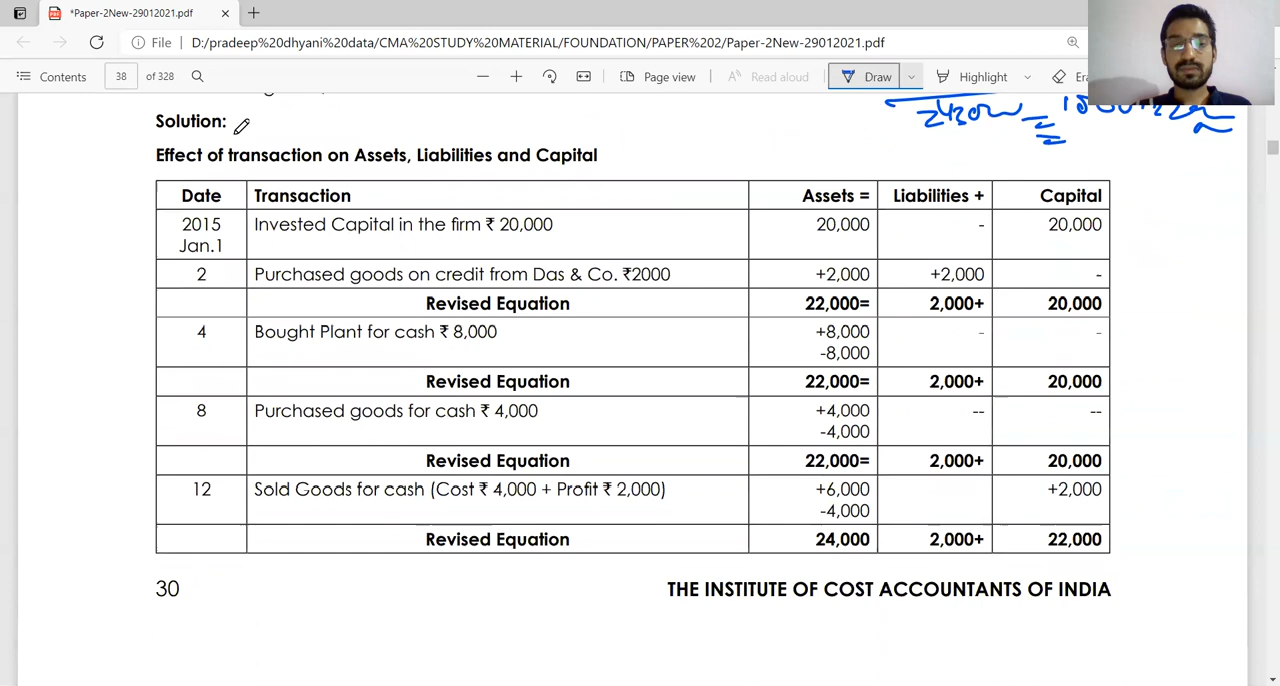 *Paper-2New-29012021.pdf
File D:/pradeep%20dhyani%20data/CMA%20STUDY%20MATERIAL/FOUNDATION/PAPER%202/Paper-2New-29012021.pdf
Contents 38 of 328 Page view Read aloud Draw Highlight Era
Solution:
Effect of transaction on Assets, Liabilities and Capital
Date Transaction Assets = Liabilities + Capital
2015 Invested Capital in the firm ₹ 20,000 20,000 - 20,000
Jan.1
2 Purchased goods on credit from Das & Co. ₹2000 +2,000 +2,000 -
Revised Equation 22,000= 2,000+ 20,000
4 Bought Plant for cash ₹ 8,000 +8,000 - -
-8,000
Revised Equation 22,000= 2,000+ 20,000
8 Purchased goods for cash ₹ 4,000 +4,000 -- --
-4,000
Revised Equation 22,000= 2,000+ 20,000
12 Sold Goods for cash (Cost ₹ 4,000 + Profit ₹ 2,000) +6,000 +2,000
-4,000
Revised Equation 24,000 2,000+ 22,000
30 THE INSTITUTE OF COST ACCOUNTANTS OF INDIA